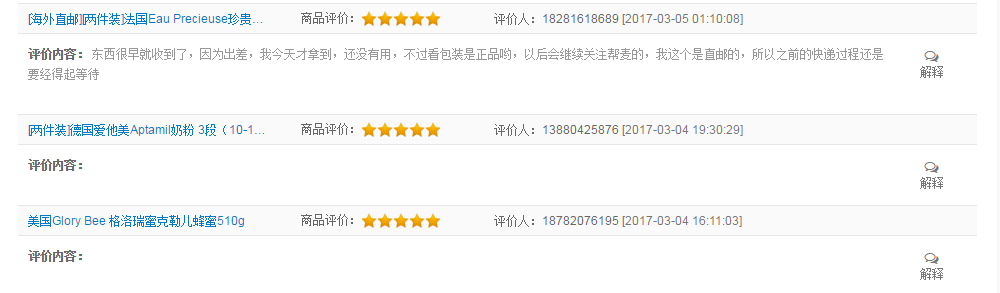 [海外直邮][两件装]法国Eau Precieuse珍贵… 商品评价： 评价人：18281618689 [2017-03-05 01:10:08]
评价内容：东西很早就收到了，因为出差，我今天才拿到，还没有用，不过看包装是正品哟，以后会继续关注帮麦的，我这个是直邮的，所以之前的快递过程还是
要经得起等待
解释
[两件装]德国爱他美Aptamil奶粉 3段（10-1… 商品评价： 评价人：13880425876 [2017-03-04 19:30:29]
评价内容：
解释
美国Glory Bee 格洛瑞蜜克勒儿蜂蜜510g 商品评价： 评价人：18782076195 [2017-03-04 16:11:03]
评价内容：
解释